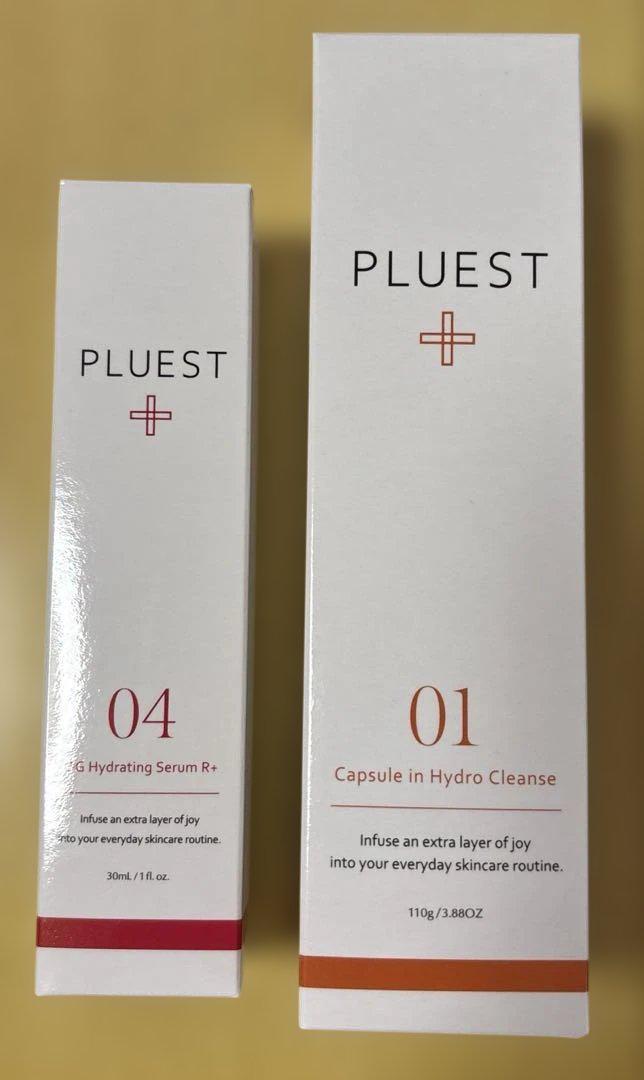 PLUEST
04
G Hydrating Serum R+
Infuse an extra layer of joy
into your everyday skincare routine.
30mL / 1 fl. oz.
PLUEST
01
Capsule in Hydro Cleanse
Infuse an extra layer of joy
into your everyday skincare routine.
110g/3.88OZ